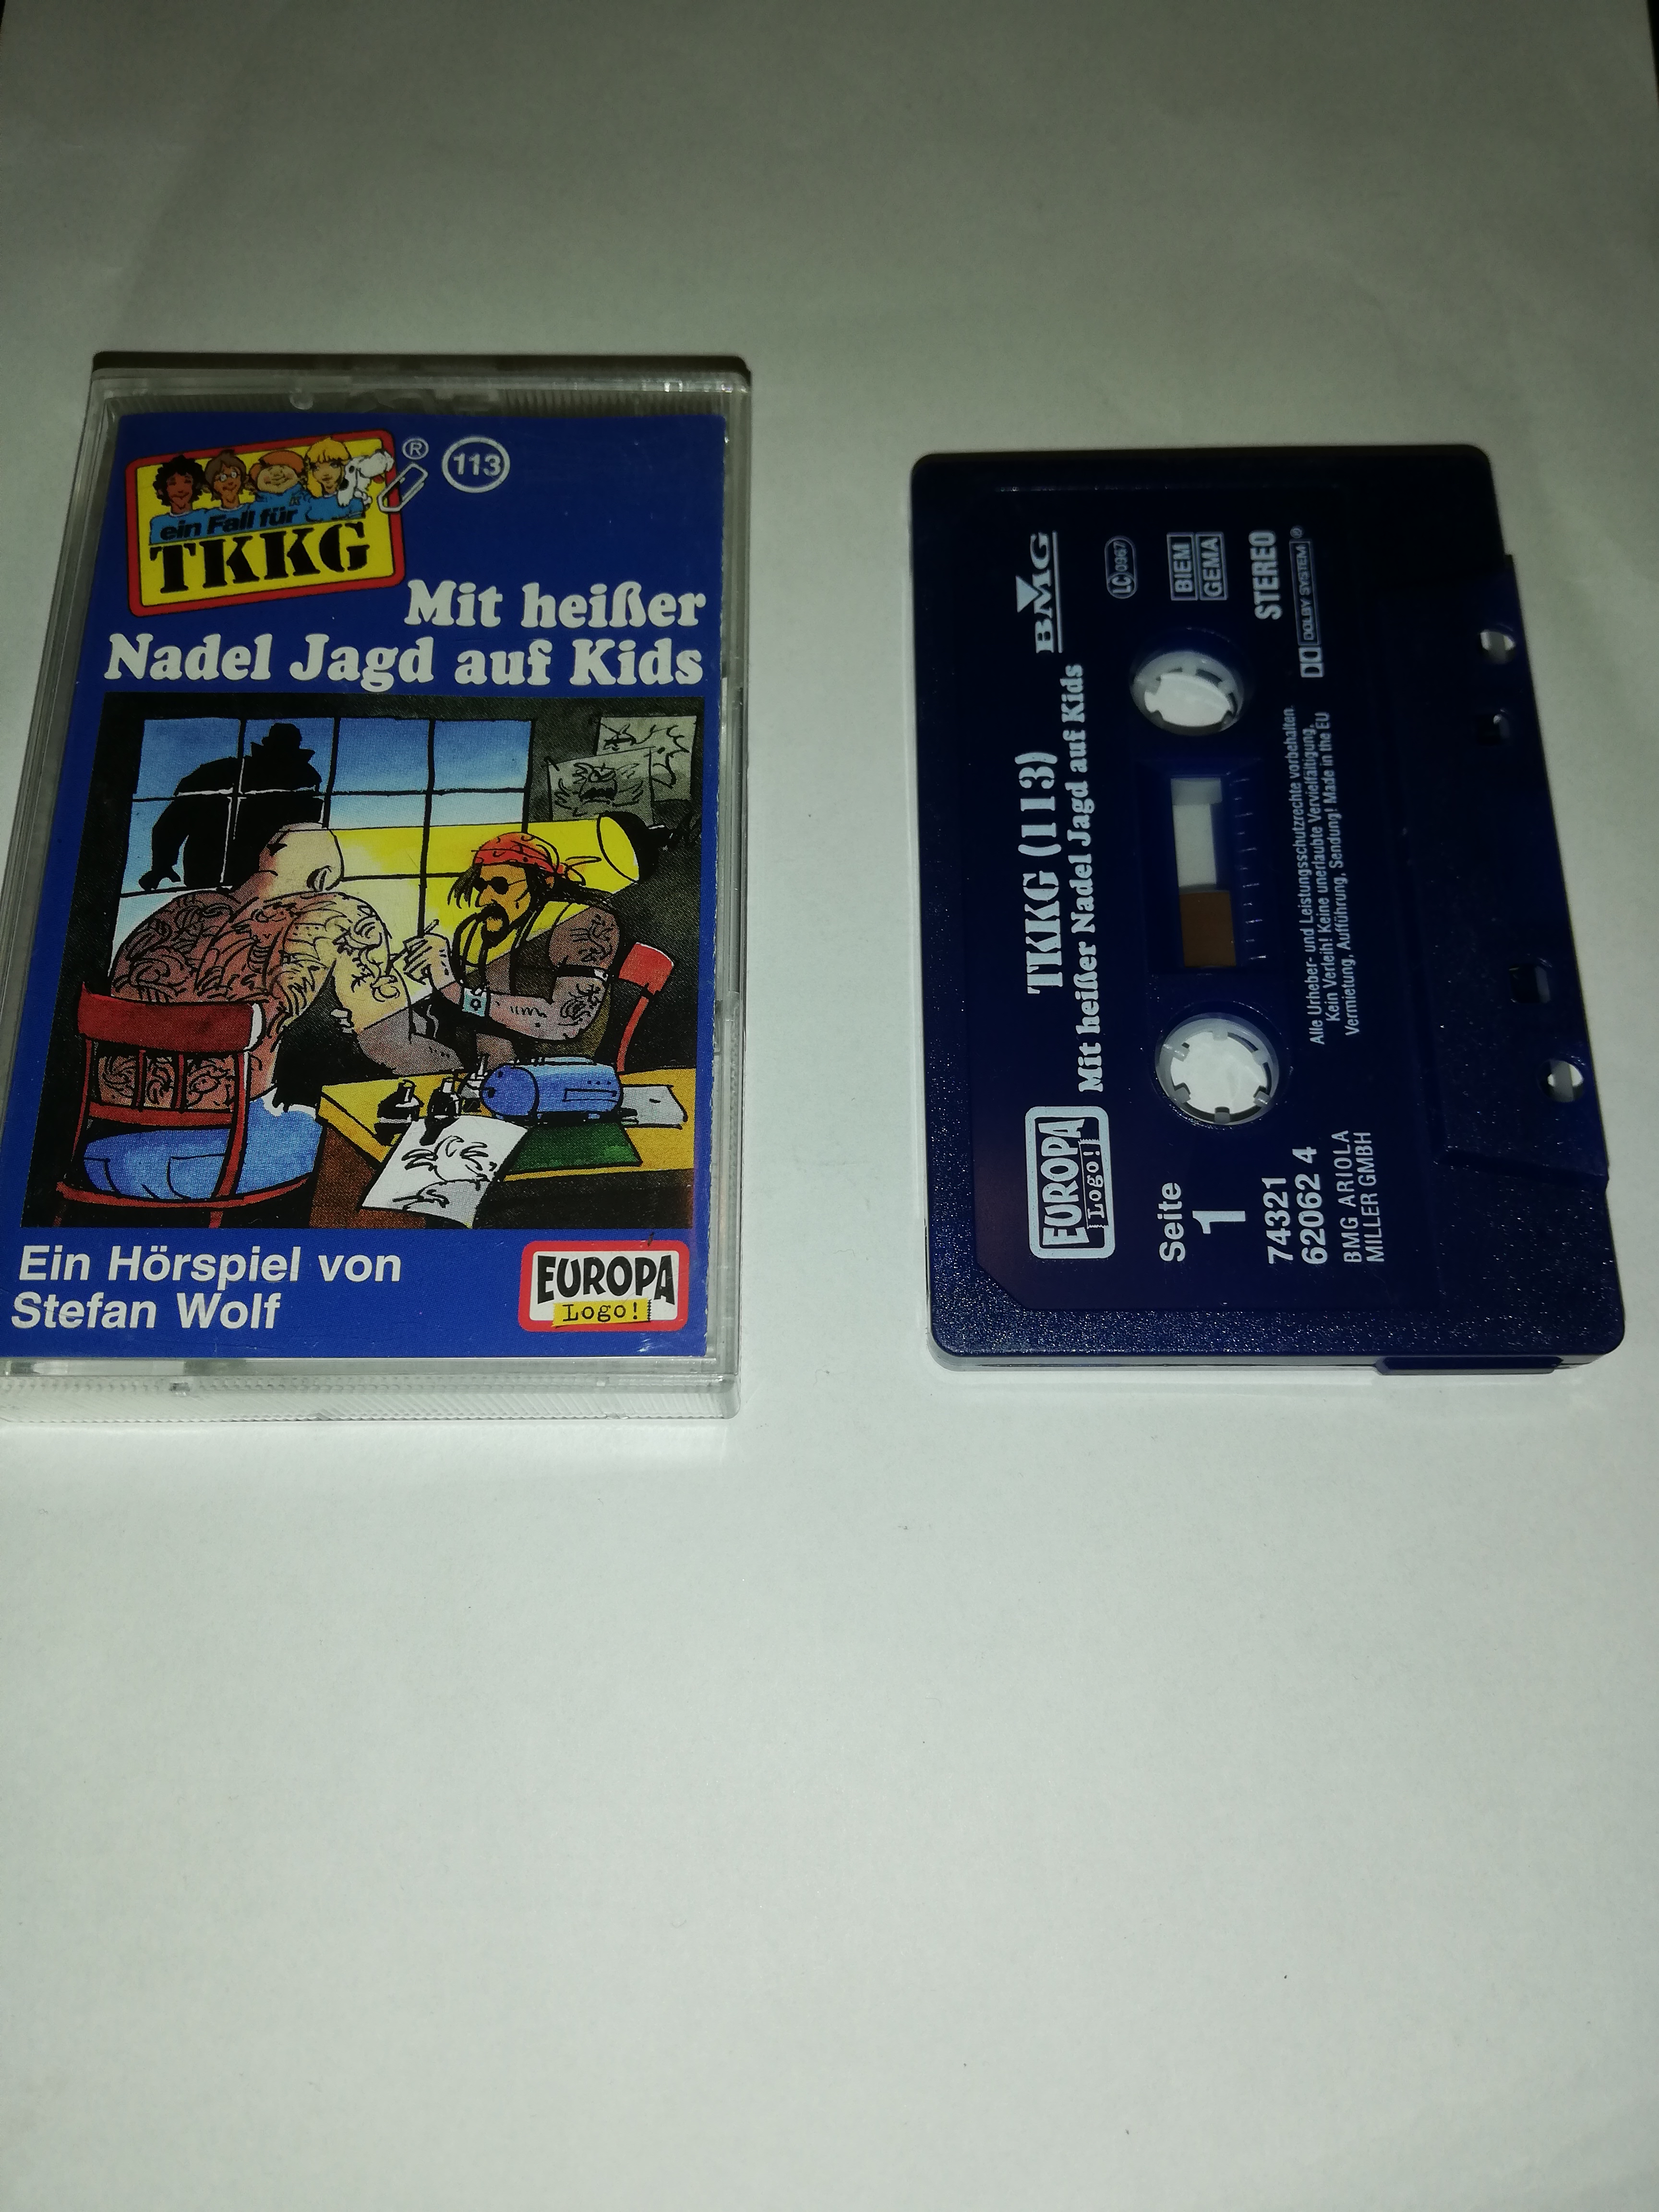 ein Fall für
TKKG
®
113
Mit heißer
Nadel Jagd auf Kids
Ein Hörspiel von
Stefan Wolf
EUROPA
Logo!
TKKG (113)
Mit heißer Nadel Jagd auf Kids
BMG
EUROPA
Logo!
LC 0967
BIEM
GEMA
STEREO
DOLBY SYSTEM ®
Seite
1
74321
62062 4
BMG ARIOLA
MILLER GMBH
Alle Urheber- und Leistungsschutzrechte vorbehalten.
Kein Verleih! Keine unerlaubte Vervielfältigung,
Vermietung, Aufführung, Sendung! Made in the EU